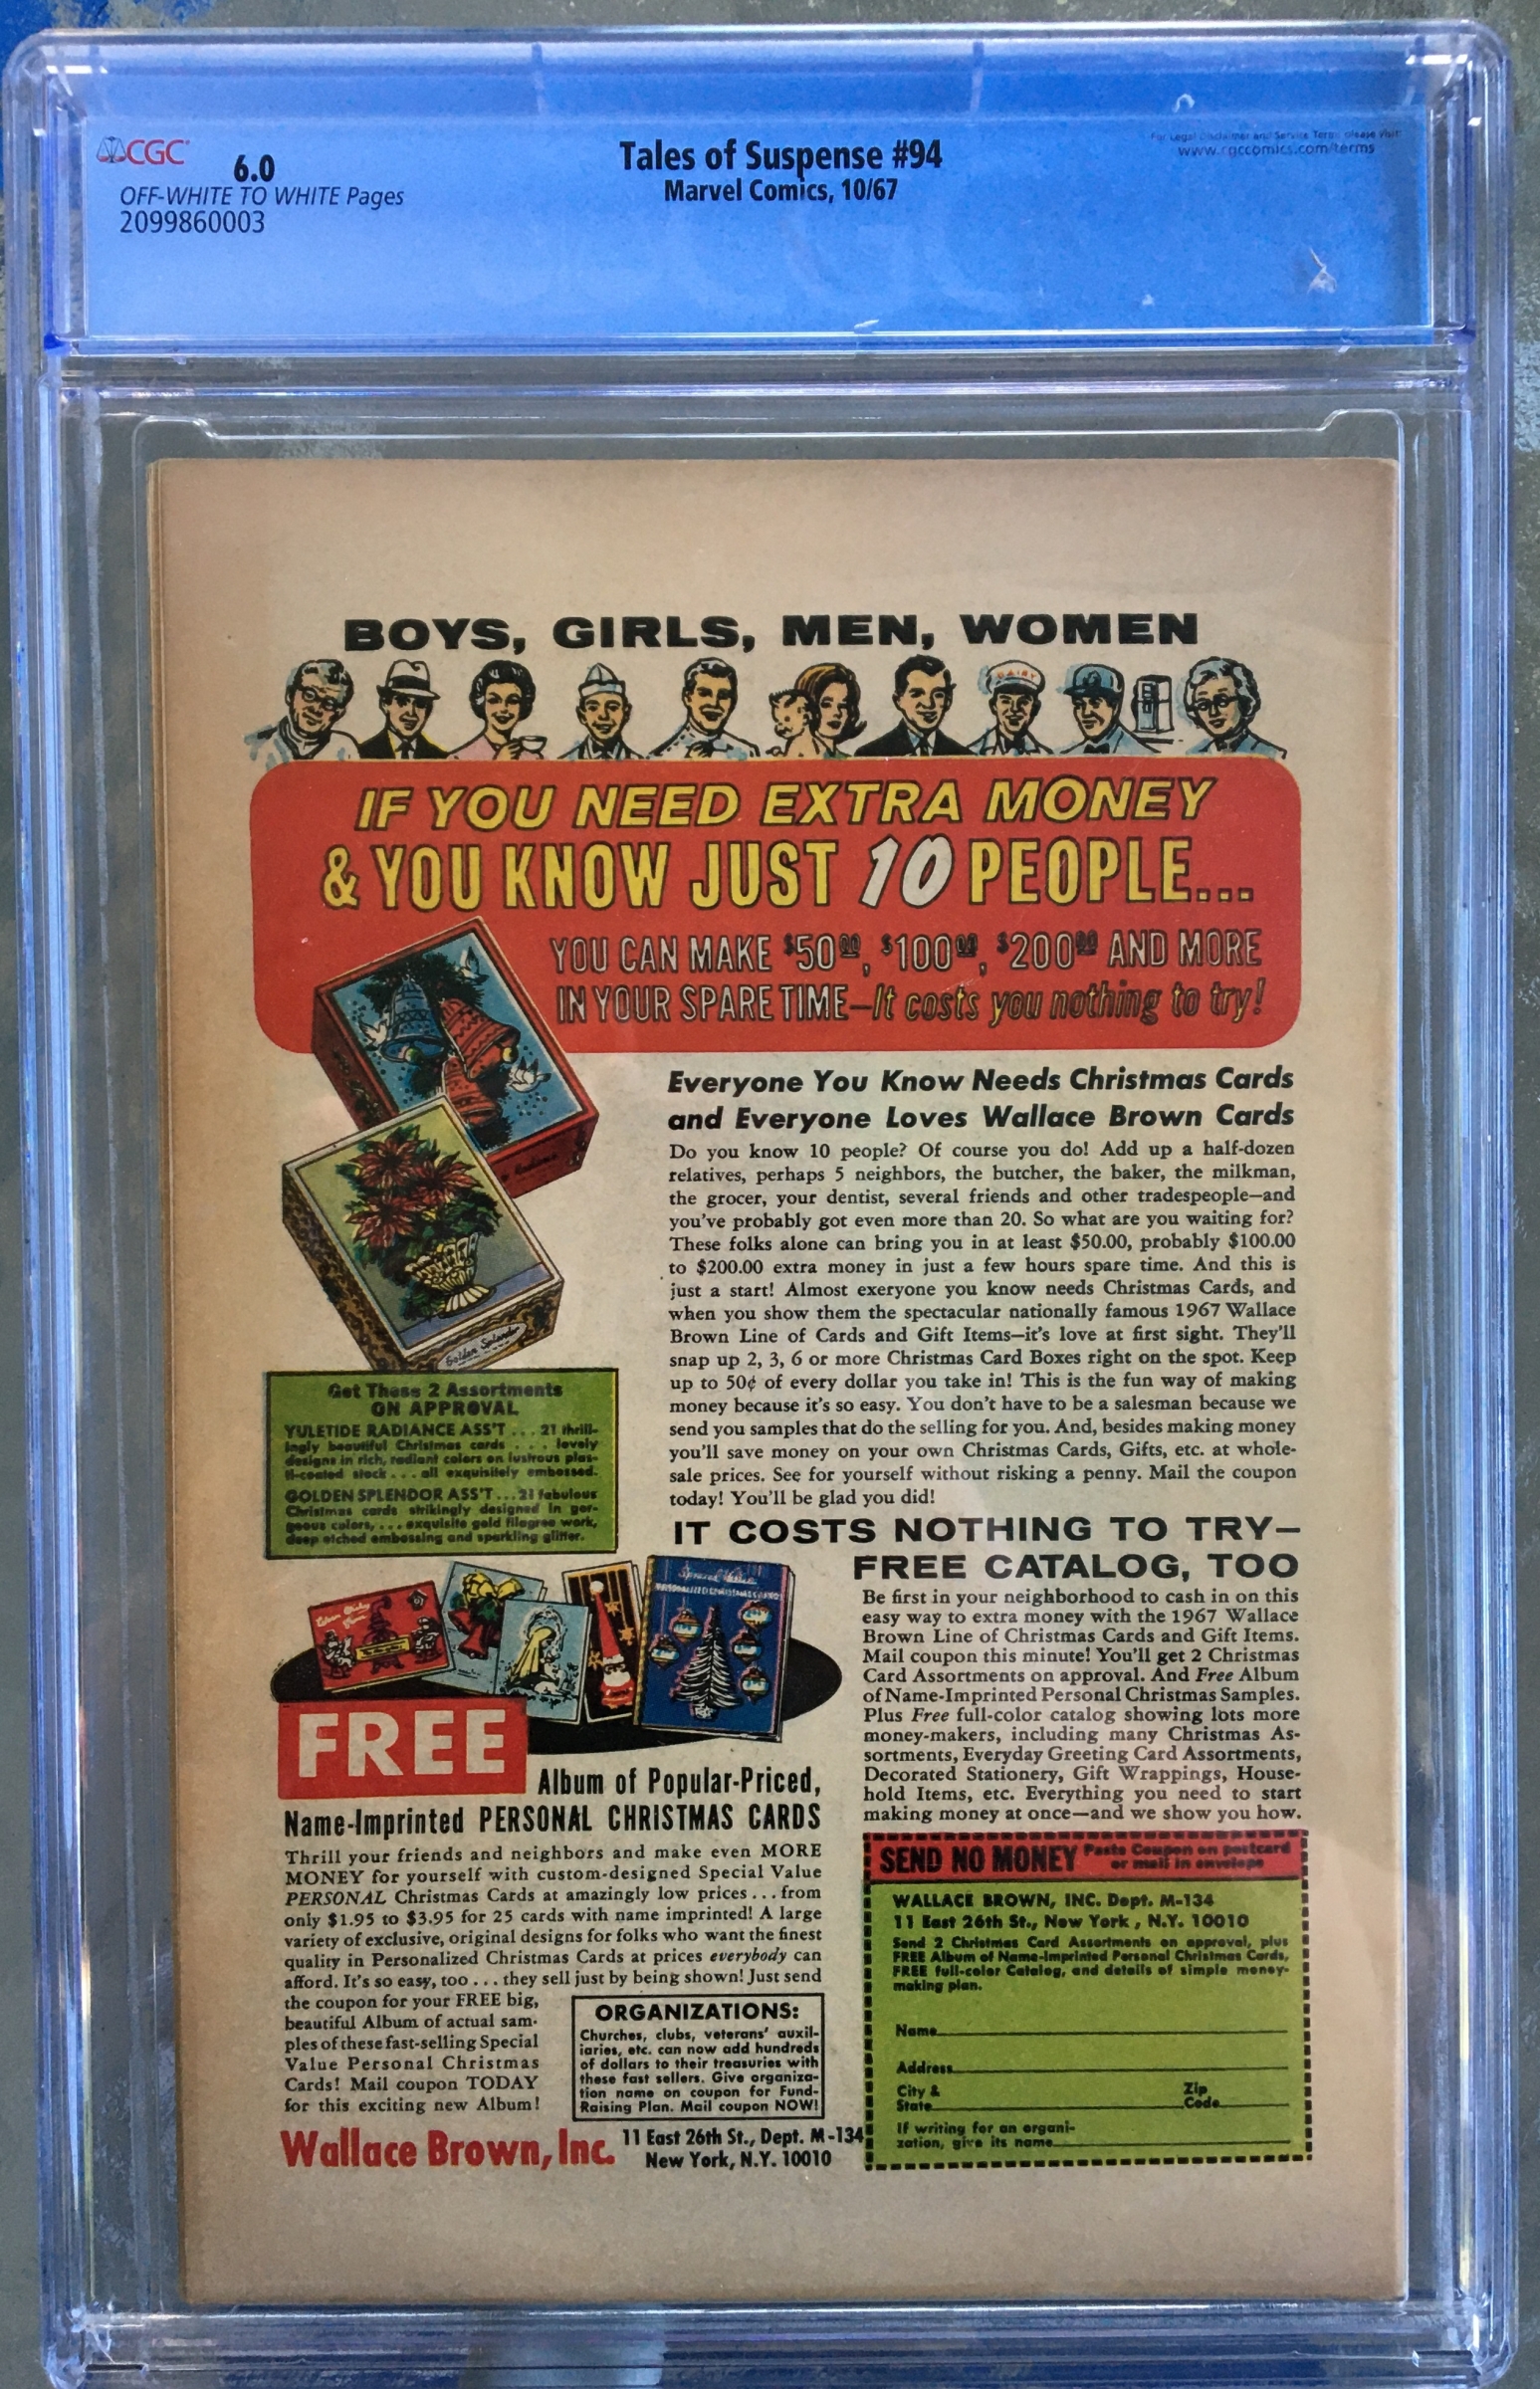 CGC
6.0
OFF-WHITE TO WHITE Pages
2099860003
Tales of Suspense #94
Marvel Comics, 10/67
For Legal Disclaimer and Service Terms please visit:
www.cgccomics.com/terms
BOYS, GIRLS, MEN, WOMEN
DAIRY
IF YOU NEED EXTRA MONEY
& YOU KNOW JUST 10 PEOPLE...
YOU CAN MAKE $50.00, $100.00, $200.00 AND MORE
IN YOUR SPARE TIME—It costs you nothing to try!
Everyone You Know Needs Christmas Cards
and Everyone Loves Wallace Brown Cards
Do you know 10 people? Of course you do! Add up a half-dozen
relatives, perhaps 5 neighbors, the butcher, the baker, the milkman,
the grocer, your dentist, several friends and other tradespeople—and
you've probably got even more than 20. So what are you waiting for?
These folks alone can bring you in at least $50.00, probably $100.00
to $200.00 extra money in just a few hours spare time. And this is
just a start! Almost exeryone you know needs Christmas Cards, and
when you show them the spectacular nationally famous 1967 Wallace
Brown Line of Cards and Gift Items—it's love at first sight. They'll
snap up 2, 3, 6 or more Christmas Card Boxes right on the spot. Keep
up to 50¢ of every dollar you take in! This is the fun way of making
money because it's so easy. You don't have to be a salesman because we
send you samples that do the selling for you. And, besides making money
you'll save money on your own Christmas Cards, Gifts, etc. at whole-
sale prices. See for yourself without risking a penny. Mail the coupon
today! You'll be glad you did!
Radiance
Golden Splendor
Get These 2 Assortments
ON APPROVAL
YULETIDE RADIANCE ASS'T . . . 21 thrill-
ingly beautiful Christmas cards . . . . lovely
designs in rich, radiant colors on lustrous plas-
ti-coated stock . . . all exquisitely embossed.
GOLDEN SPLENDOR ASS'T . . . 21 fabulous
Christmas cards strikingly designed in gor-
geous colors, . . . exquisite gold filagree work,
deep etched embossing and sparkling glitter.
IT COSTS NOTHING TO TRY—
FREE CATALOG, TOO
Be first in your neighborhood to cash in on this
easy way to extra money with the 1967 Wallace
Brown Line of Christmas Cards and Gift Items.
Mail coupon this minute! You'll get 2 Christmas
Card Assortments on approval. And Free Album
of Name-Imprinted Personal Christmas Samples.
Plus Free full-color catalog showing lots more
money-makers, including many Christmas As-
sortments, Everyday Greeting Card Assortments,
Decorated Stationery, Gift Wrappings, House-
hold Items, etc. Everything you need to start
making money at once—and we show you how.
Special Value
PERSONALIZED CHRISTMAS CARDS
FREE
Album of Popular-Priced,
Name-Imprinted PERSONAL CHRISTMAS CARDS
Thrill your friends and neighbors and make even MORE
MONEY for yourself with custom-designed Special Value
PERSONAL Christmas Cards at amazingly low prices . . . from
only $1.95 to $3.95 for 25 cards with name imprinted! A large
variety of exclusive, original designs for folks who want the finest
quality in Personalized Christmas Cards at prices everybody can
afford. It's so easy, too . . . they sell just by being shown! Just send
the coupon for your FREE big,
beautiful Album of actual sam-
ples of these fast-selling Special
Value Personal Christmas
Cards! Mail coupon TODAY
for this exciting new Album!
ORGANIZATIONS:
Churches, clubs, veterans' auxil-
iaries, etc. can now add hundreds
of dollars to their treasuries with
these fast sellers. Give organiza-
tion name on coupon for Fund-
Raising Plan. Mail coupon NOW!
Wallace Brown, Inc.
11 East 26th St., Dept. M-134
New York, N.Y. 10010
SEND NO MONEY
Paste Coupon on postcard
or mail in envelope
WALLACE BROWN, INC. Dept. M-134
11 East 26th St., New York , N.Y. 10010
Send 2 Christmas Card Assortments on approval, plus
FREE Album of Name-Imprinted Personal Christmas Cards,
FREE full-color Catalog, and details of simple money-
making plan.
Name
Address
City &
State
Zip
Code
If writing for an organi-
zation, give its name